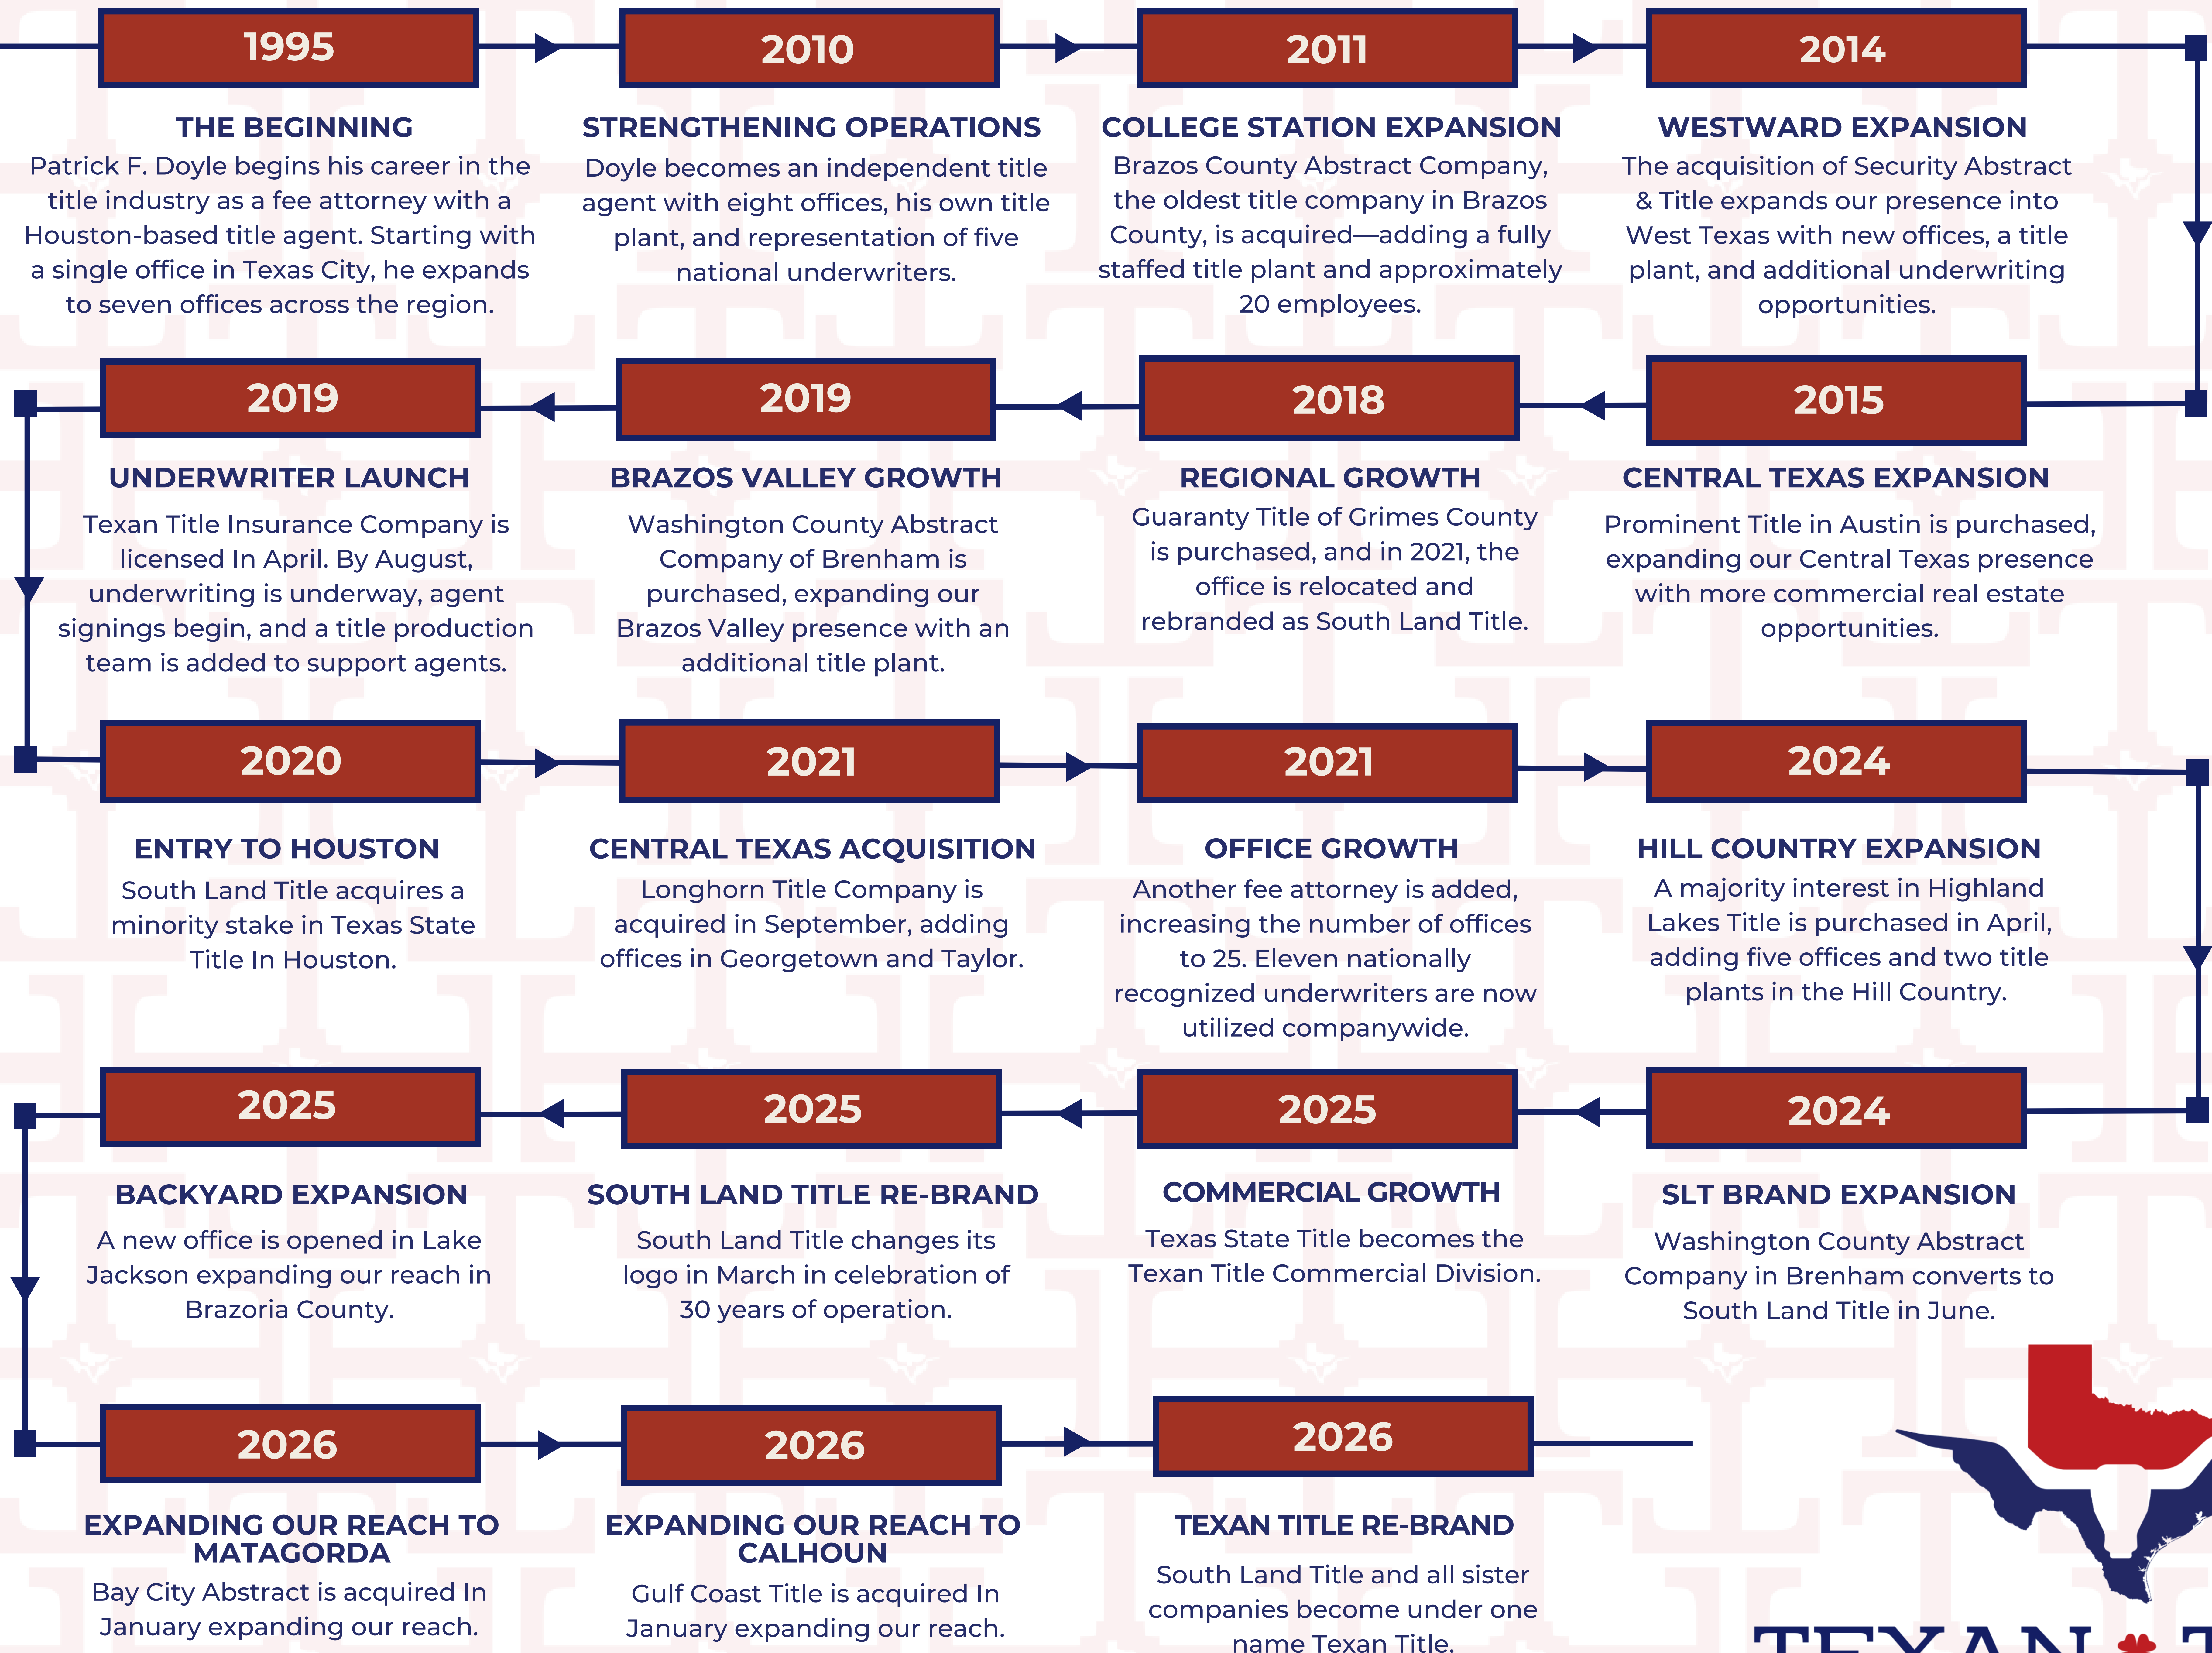 1995
THE BEGINNING
Patrick F. Doyle begins his career in the
title industry as a fee attorney with a
Houston-based title agent. Starting with
a single office in Texas City, he expands
to seven offices across the region.
2010
STRENGTHENING OPERATIONS
Doyle becomes an independent title
agent with eight offices, his own title
plant, and representation of five
national underwriters.
2011
COLLEGE STATION EXPANSION
Brazos County Abstract Company,
the oldest title company in Brazos
County, is acquired—adding a fully
staffed title plant and approximately
20 employees.
2014
WESTWARD EXPANSION
The acquisition of Security Abstract
& Title expands our presence into
West Texas with new offices, a title
plant, and additional underwriting
opportunities.
2015
CENTRAL TEXAS EXPANSION
Prominent Title in Austin is purchased,
expanding our Central Texas presence
with more commercial real estate
opportunities.
2018
REGIONAL GROWTH
Guaranty Title of Grimes County
is purchased, and in 2021, the
office is relocated and
rebranded as South Land Title.
2019
BRAZOS VALLEY GROWTH
Washington County Abstract
Company of Brenham is
purchased, expanding our
Brazos Valley presence with an
additional title plant.
2019
UNDERWRITER LAUNCH
Texan Title Insurance Company is
licensed In April. By August,
underwriting is underway, agent
signings begin, and a title production
team is added to support agents.
2020
ENTRY TO HOUSTON
South Land Title acquires a
minority stake in Texas State
Title In Houston.
2021
CENTRAL TEXAS ACQUISITION
Longhorn Title Company is
acquired in September, adding
offices in Georgetown and Taylor.
2021
OFFICE GROWTH
Another fee attorney is added,
increasing the number of offices
to 25. Eleven nationally
recognized underwriters are now
utilized companywide.
2024
HILL COUNTRY EXPANSION
A majority interest in Highland
Lakes Title is purchased in April,
adding five offices and two title
plants in the Hill Country.
2024
SLT BRAND EXPANSION
Washington County Abstract
Company in Brenham converts to
South Land Title in June.
2025
COMMERCIAL GROWTH
Texas State Title becomes the
Texan Title Commercial Division.
2025
SOUTH LAND TITLE RE-BRAND
South Land Title changes its
logo in March in celebration of
30 years of operation.
2025
BACKYARD EXPANSION
A new office is opened in Lake
Jackson expanding our reach in
Brazoria County.
2026
EXPANDING OUR REACH TO
MATAGORDA
Bay City Abstract is acquired In
January expanding our reach.
2026
EXPANDING OUR REACH TO
CALHOUN
Gulf Coast Title is acquired In
January expanding our reach.
2026
TEXAN TITLE RE-BRAND
South Land Title and all sister
companies become under one
name Texan Title.
TEXAN